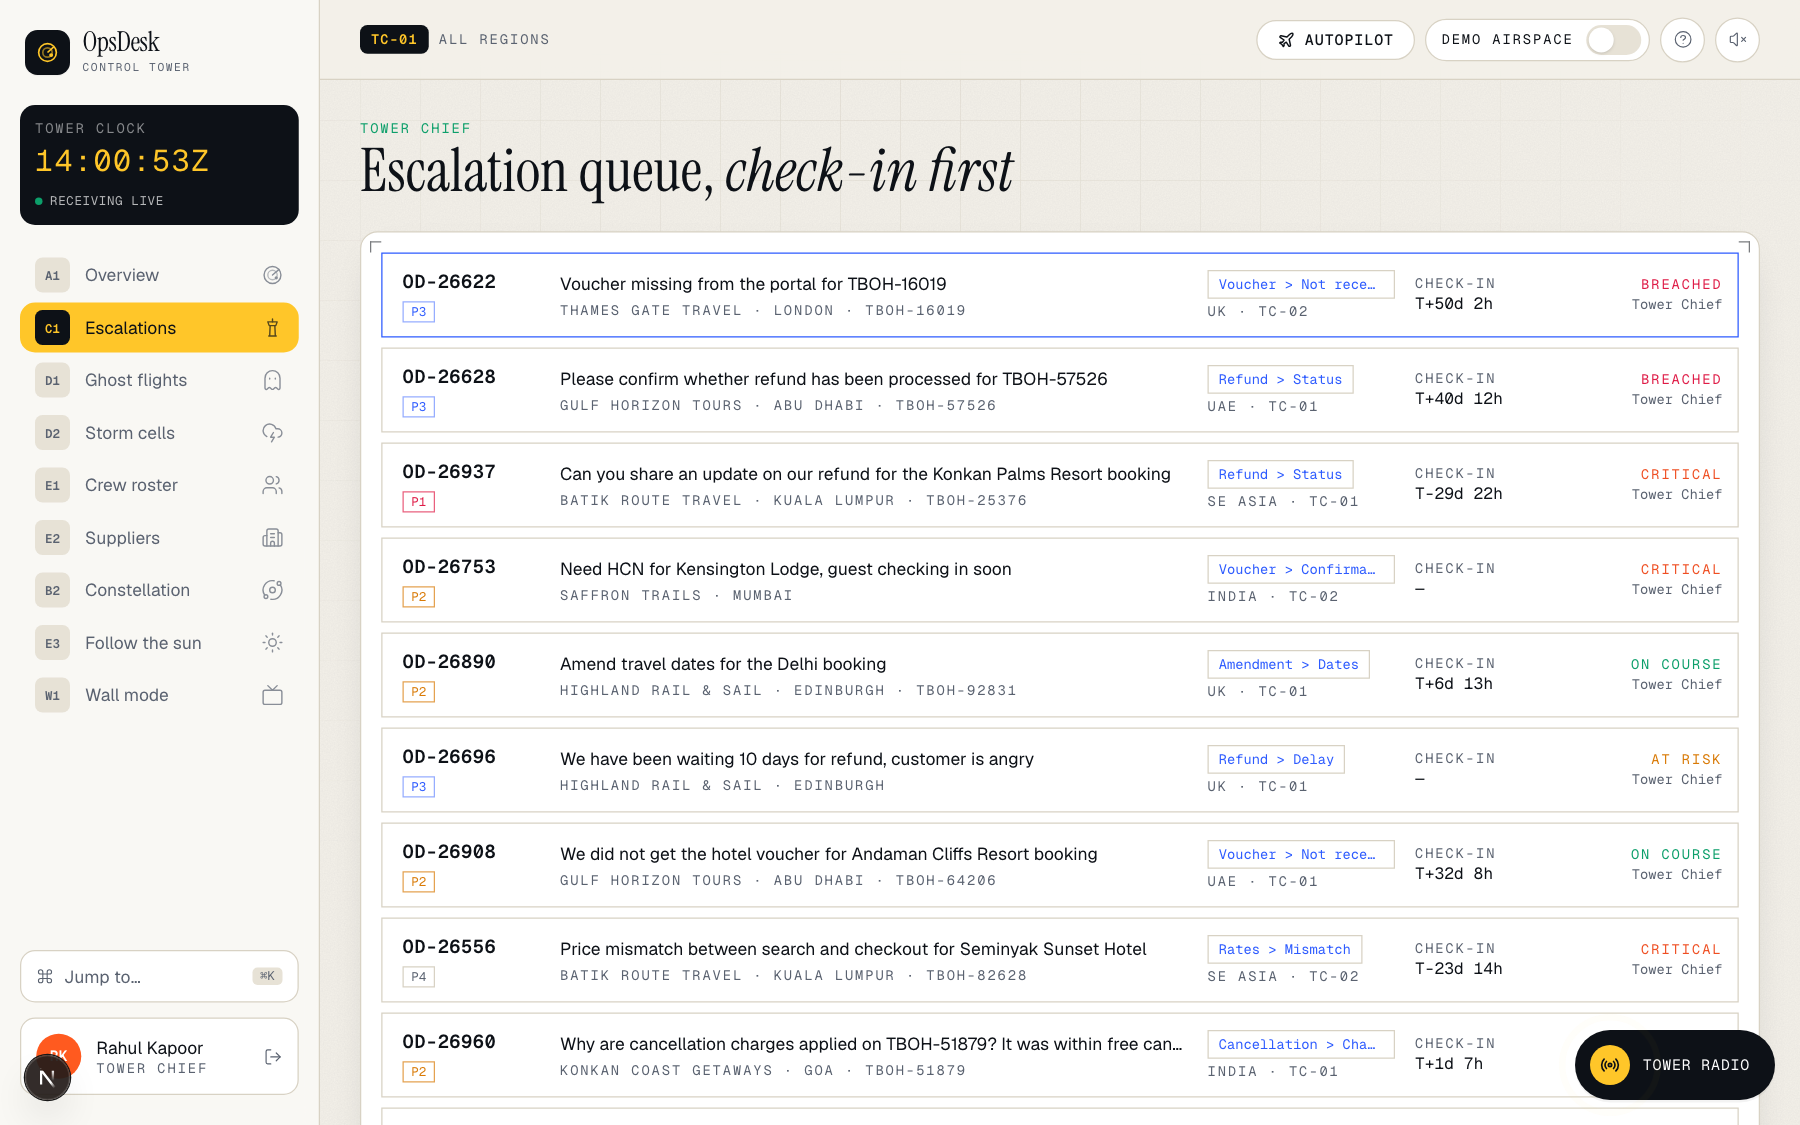 OpsDesk
CONTROL TOWER
TOWER CLOCK
14:00:53Z
RECEIVING LIVE
A1 Overview
C1 Escalations
D1 Ghost flights
D2 Storm cells
E1 Crew roster
E2 Suppliers
B2 Constellation
E3 Follow the sun
W1 Wall mode
⌘ Jump to… ⌘K
Rahul Kapoor
TOWER CHIEF
N
TC-01 ALL REGIONS
AUTOPILOT
DEMO AIRSPACE
TOWER CHIEF
Escalation queue, check-in first
OD-26622 Voucher missing from the portal for TBOH-16019 Voucher > Not rece… CHECK-IN BREACHED
P3 THAMES GATE TRAVEL · LONDON · TBOH-16019 UK · TC-02 T+50d 2h Tower Chief
OD-26628 Please confirm whether refund has been processed for TBOH-57526 Refund > Status CHECK-IN BREACHED
P3 GULF HORIZON TOURS · ABU DHABI · TBOH-57526 UAE · TC-01 T+40d 12h Tower Chief
OD-26937 Can you share an update on our refund for the Konkan Palms Resort booking Refund > Status CHECK-IN CRITICAL
P1 BATIK ROUTE TRAVEL · KUALA LUMPUR · TBOH-25376 SE ASIA · TC-01 T-29d 22h Tower Chief
OD-26753 Need HCN for Kensington Lodge, guest checking in soon Voucher > Confirma… CHECK-IN CRITICAL
P2 SAFFRON TRAILS · MUMBAI INDIA · TC-02 — Tower Chief
OD-26890 Amend travel dates for the Delhi booking Amendment > Dates CHECK-IN ON COURSE
P2 HIGHLAND RAIL & SAIL · EDINBURGH · TBOH-92831 UK · TC-01 T+6d 13h Tower Chief
OD-26696 We have been waiting 10 days for refund, customer is angry Refund > Delay CHECK-IN AT RISK
P3 HIGHLAND RAIL & SAIL · EDINBURGH UK · TC-01 — Tower Chief
OD-26908 We did not get the hotel voucher for Andaman Cliffs Resort booking Voucher > Not rece… CHECK-IN ON COURSE
P2 GULF HORIZON TOURS · ABU DHABI · TBOH-64206 UAE · TC-01 T+32d 8h Tower Chief
OD-26556 Price mismatch between search and checkout for Seminyak Sunset Hotel Rates > Mismatch CHECK-IN CRITICAL
P4 BATIK ROUTE TRAVEL · KUALA LUMPUR · TBOH-82628 SE ASIA · TC-02 T-23d 14h Tower Chief
OD-26960 Why are cancellation charges applied on TBOH-51879? It was within free can… Cancellation > Cha… CHECK-IN
P2 KONKAN COAST GETAWAYS · GOA · TBOH-51879 INDIA · TC-01 T+1d 7h
TOWER RADIO